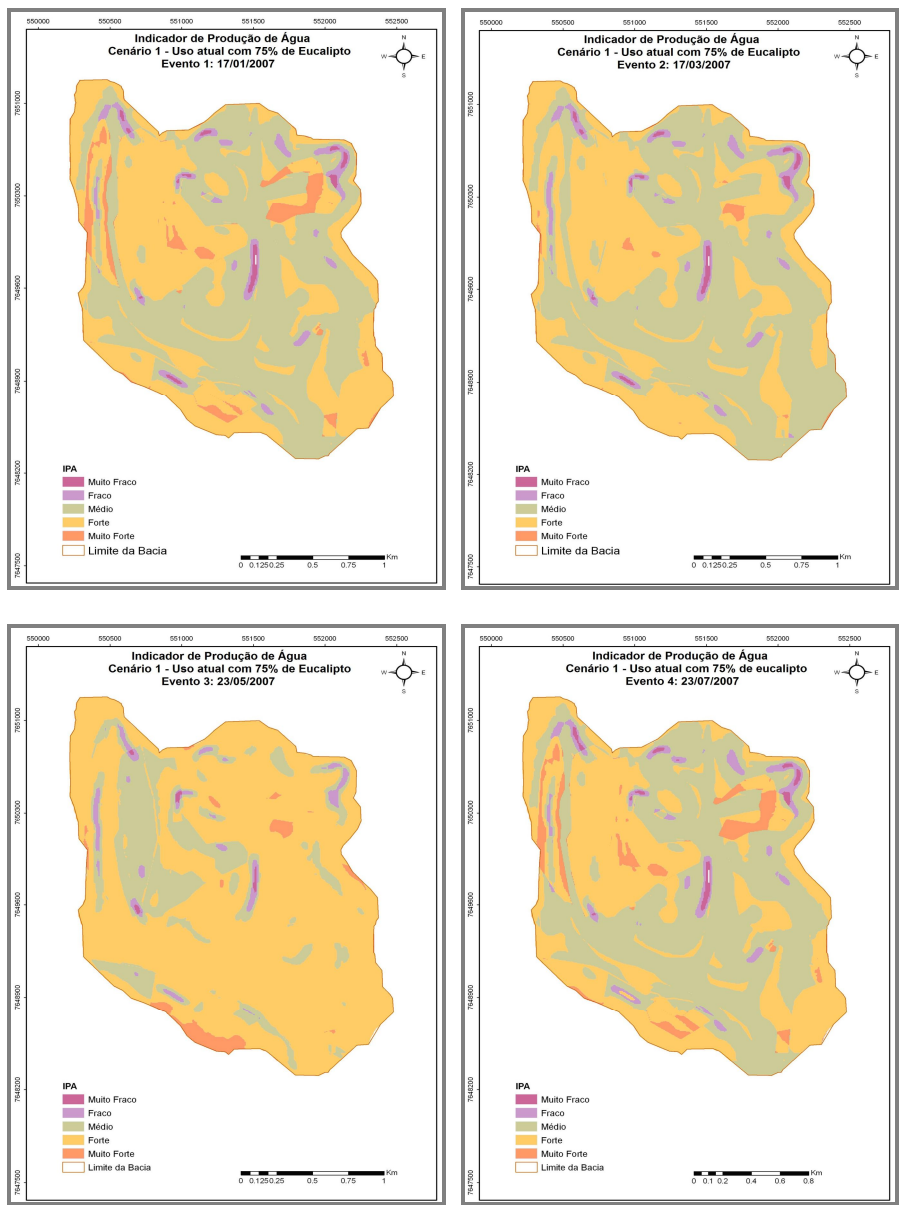 550000 550500 551000 551500 552000 552500
Indicador de Produção de Água
Cenário 1 - Uso atual com 75% de Eucalipto
Evento 1: 17/01/2007
N
W E
S
7651000
7650300
7649600
7648900
7648200
7647500
IPA
Muito Fraco
Fraco
Médio
Forte
Muito Forte
Limite da Bacia
Km
0 0.125 0.25 0.5 0.75 1
550000 550500 551000 551500 552000 552500
Indicador de Produção de Água
Cenário 1 - Uso atual com 75% de Eucalipto
Evento 2: 17/03/2007
N
W E
S
7651000
7650300
7649600
7648900
7648200
7647500
IPA
Muito Fraco
Fraco
Médio
Forte
Muito Forte
Limite da Bacia
Km
0 0.125 0.25 0.5 0.75 1
550000 550500 551000 551500 552000 552500
Indicador de Produção de Água
Cenário 1 - Uso atual com 75% de Eucalipto
Evento 3: 23/05/2007
N
W E
S
7651000
7650000
7649600
7648900
7648200
7647500
IPA
Muito Fraco
Fraco
Médio
Forte
Muito Forte
Limite da Bacia
Km
0 0.125 0.25 0.5 0.75 1
550000 550500 551000 551500 552000 552500
Indicador de Produção de Água
Cenário 1 - Uso atual com 75% de eucalipto
Evento 4: 23/07/2007
N
W E
S
7651000
7650000
7649600
7648900
7648200
7647500
IPA
Muito Fraco
Fraco
Médio
Forte
Muito Forte
Limite da Bacia
Km
0 0.1 0.2 0.4 0.6 0.8